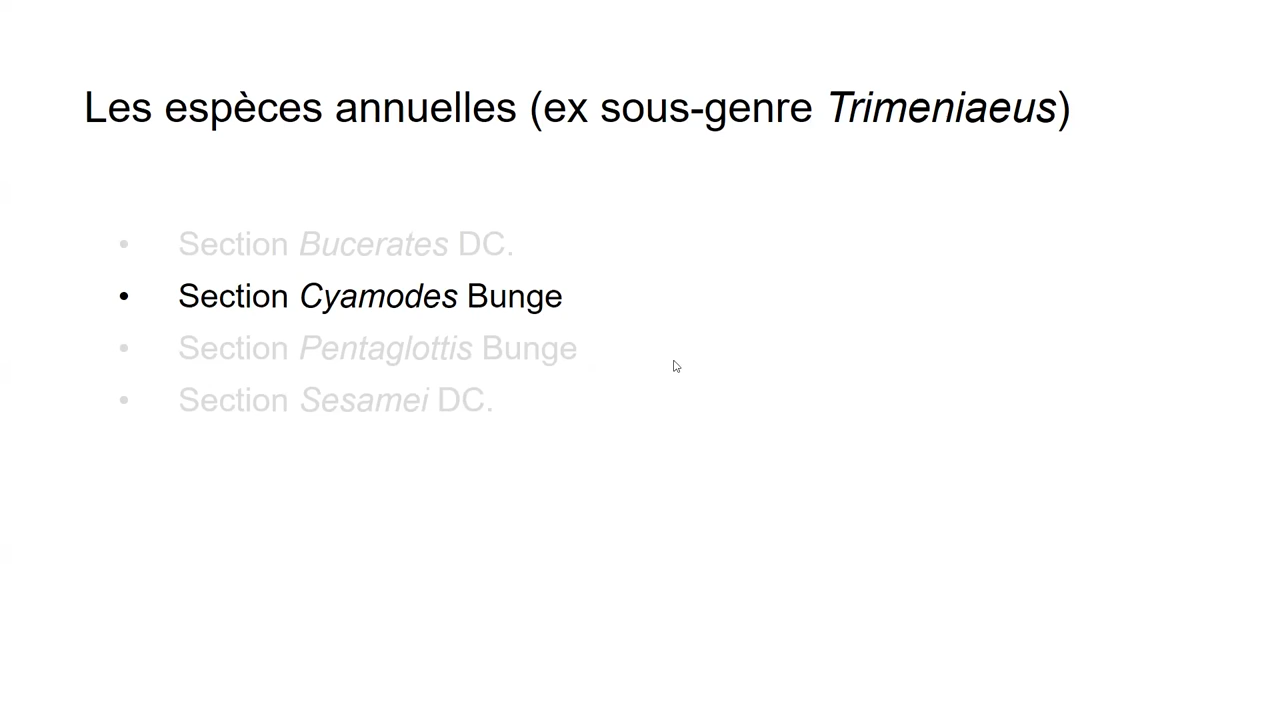 Les espèces annuelles (ex sous-genre Trimeniaeus)
• Section Bucerates DC.
• Section Cyamodes Bunge
• Section Pentaglottis Bunge
• Section Sesamei DC.